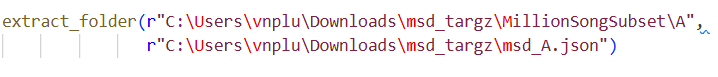 extract_folder(r"C:\Users\vnplu\Downloads\msd_targz\MillionSongSubset\A",
r"C:\Users\vnplu\Downloads\msd_targz\msd_A.json")